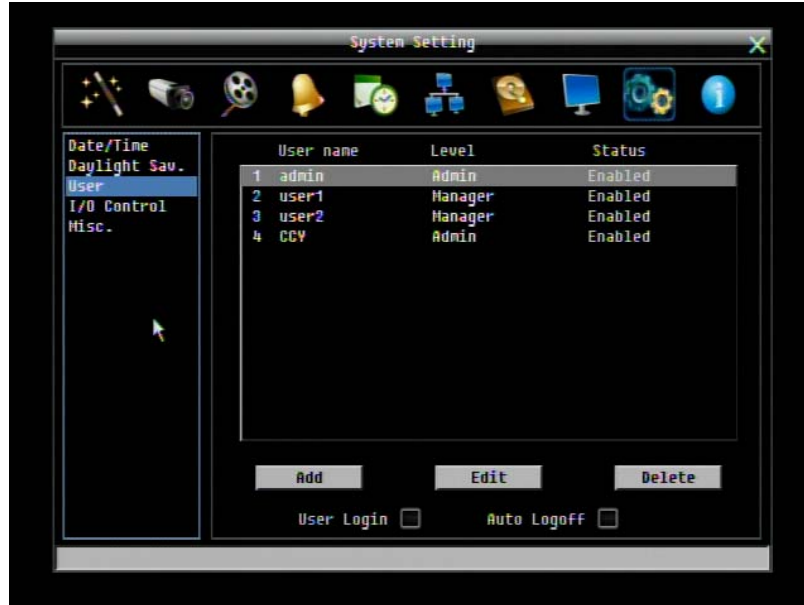 System Setting
Date/Time
Daylight Sav.
User
I/O Control
Misc.
User name Level Status
1 admin Admin Enabled
2 user1 Manager Enabled
3 user2 Manager Enabled
4 CCY Admin Enabled
Add Edit Delete
User Login Auto Logoff